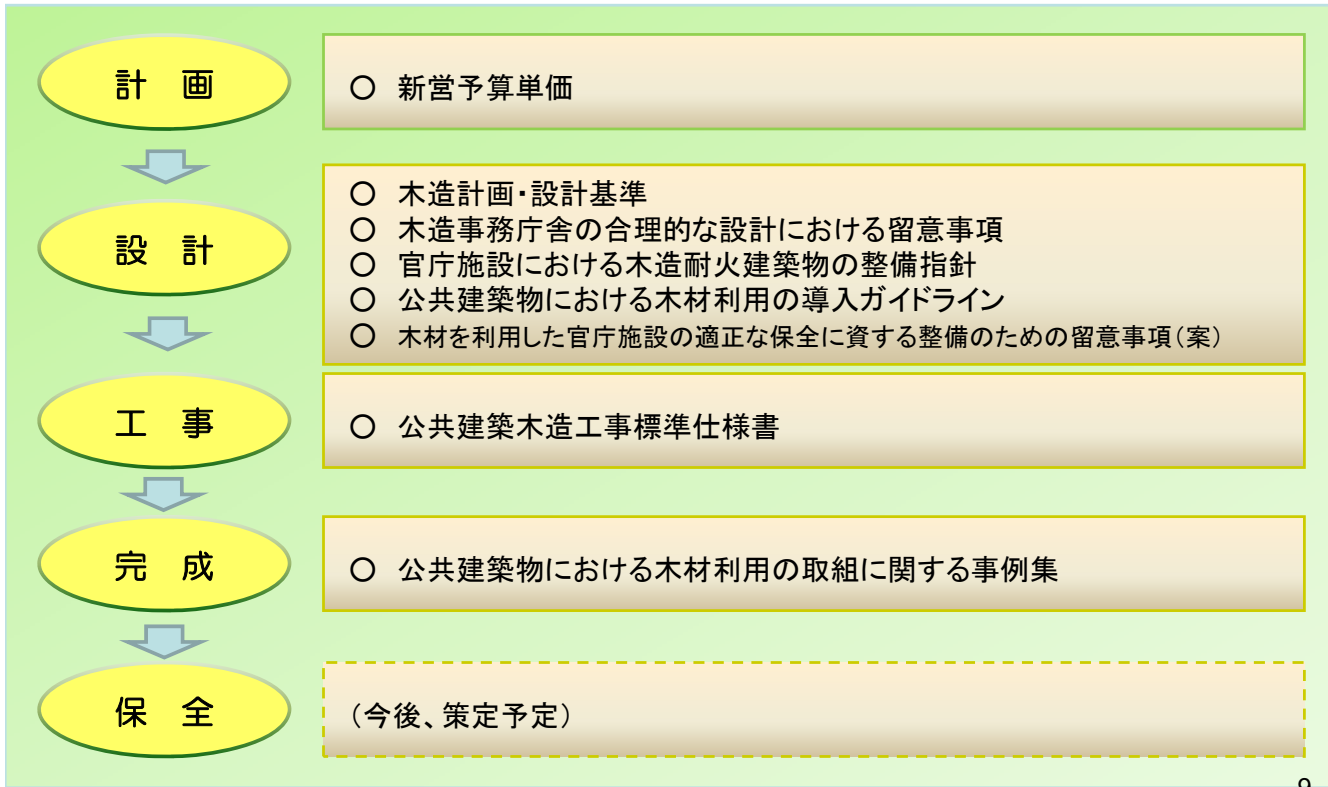 計 画
○ 新営予算単価
設 計
○ 木造計画・設計基準
○ 木造事務庁舎の合理的な設計における留意事項
○ 官庁施設における木造耐火建築物の整備指針
○ 公共建築物における木材利用の導入ガイドライン
○ 木材を利用した官庁施設の適正な保全に資する整備のための留意事項（案）
工 事
○ 公共建築木造工事標準仕様書
完 成
○ 公共建築物における木材利用の取組に関する事例集
保 全
（今後、策定予定）
9